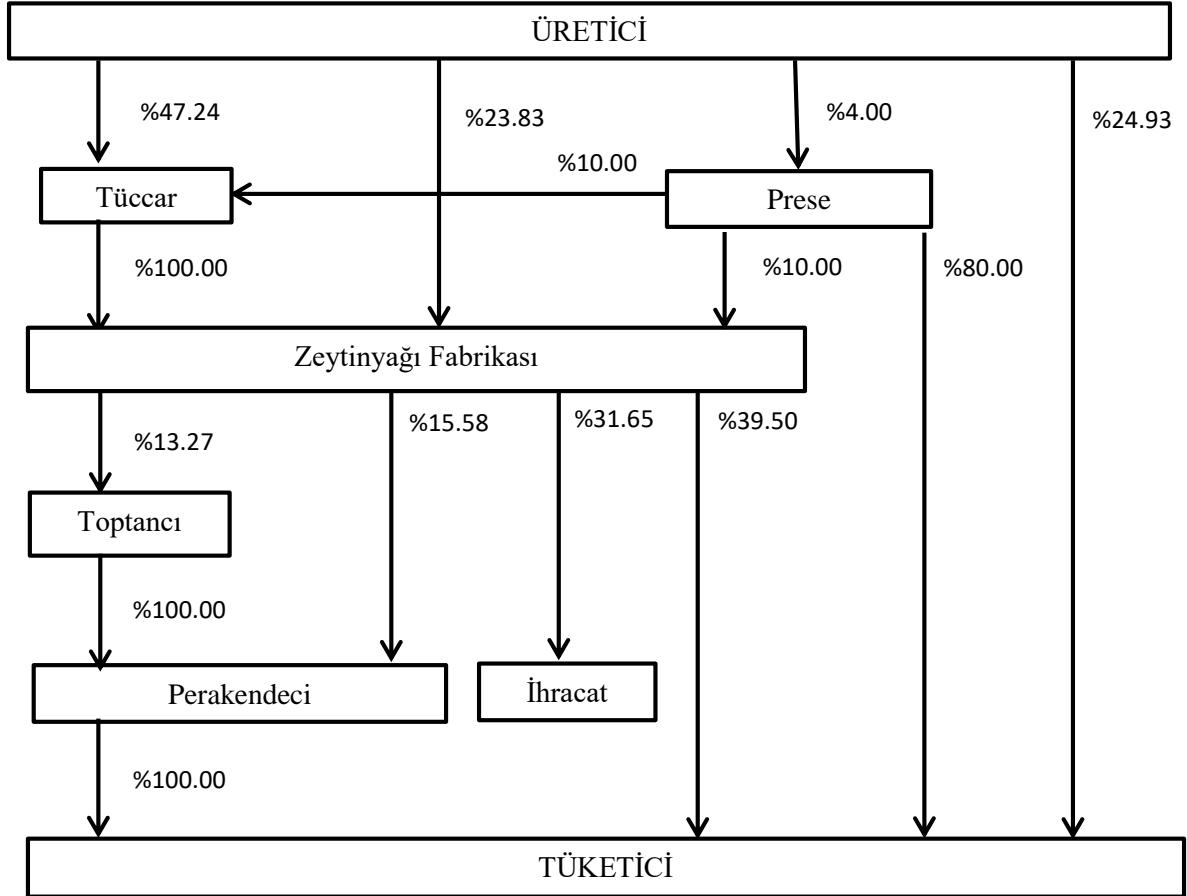 ÜRETİCİ
%47.24
%23.83
%4.00
%24.93
%10.00
Tüccar
Prese
%100.00
%10.00
%80.00
Zeytinyağı Fabrikası
%13.27
%15.58
%31.65
%39.50
Toptancı
%100.00
Perakendeci
İhracat
%100.00
TÜKETİCİ